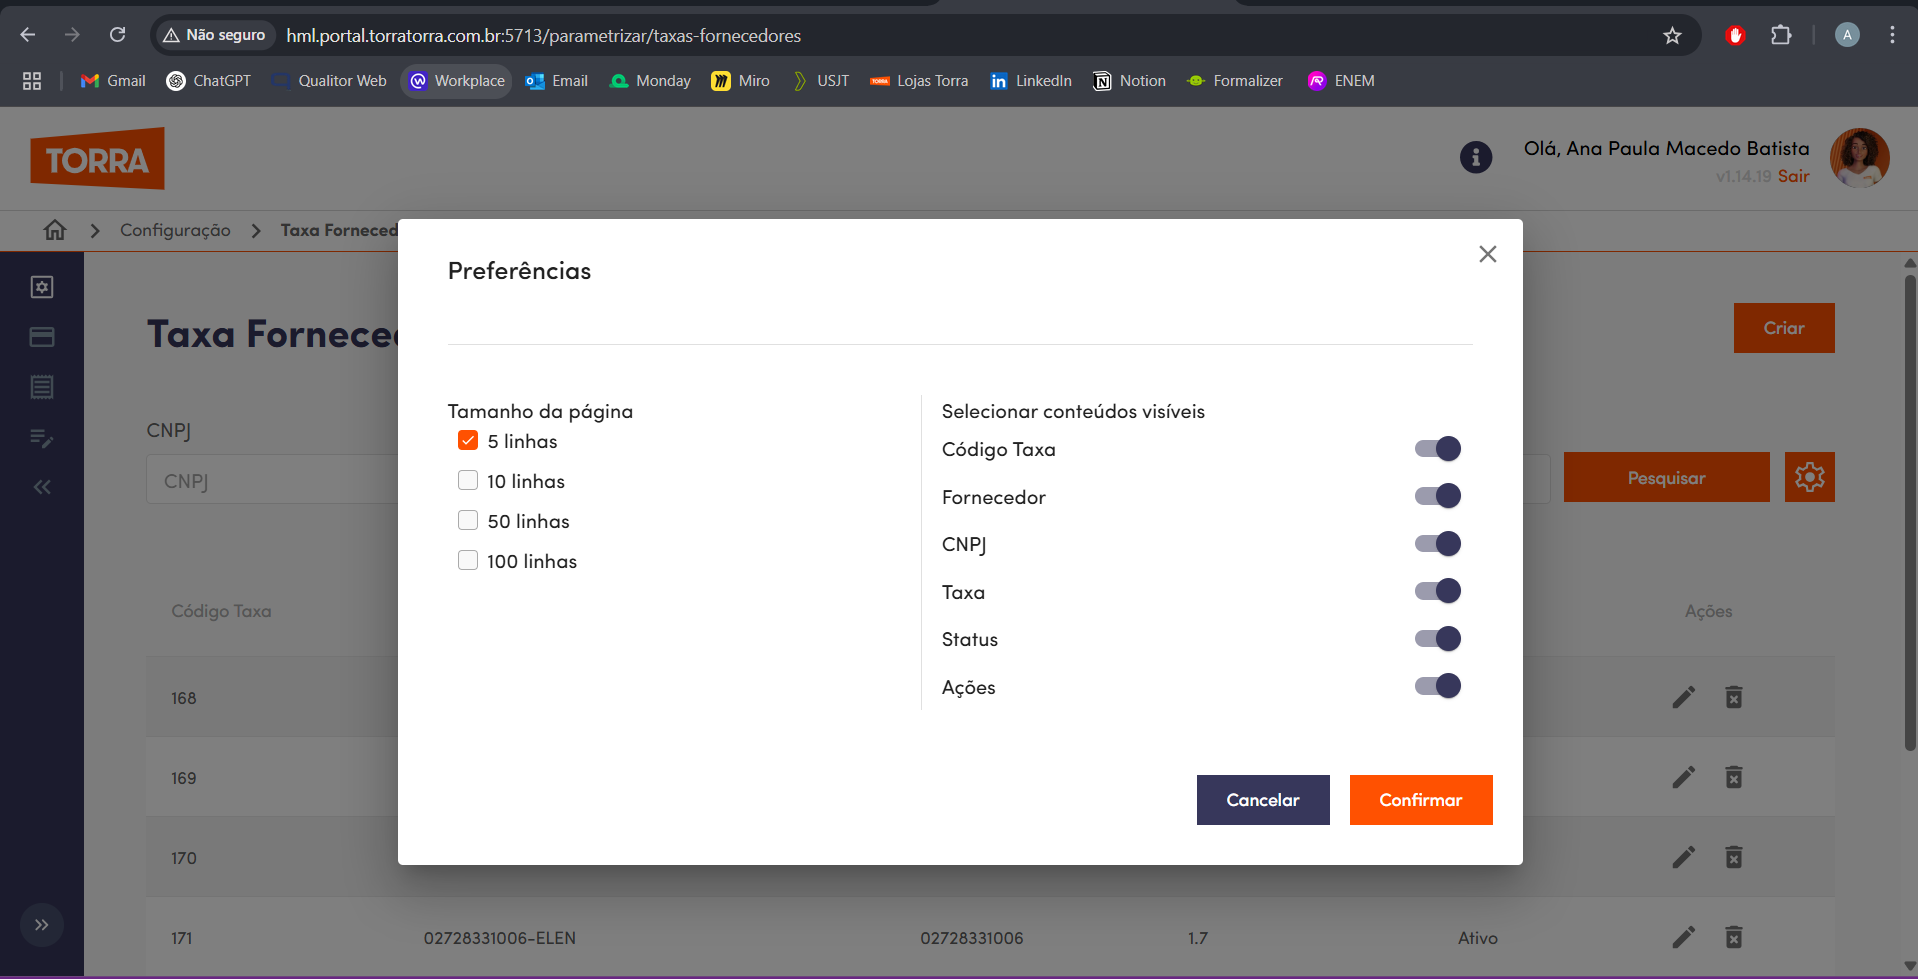 Não seguro
hml.portal.torratorra.com.br:5713/parametrizar/taxas-fornecedores
A
Gmail
ChatGPT
Qualitor Web
Workplace
Email
Monday
Miro
USJT
Lojas Torra
LinkedIn
Notion
Formalizer
ENEM
TORRA
Olá, Ana Paula Macedo Batista
v1.14.19 Sair
Configuração
Taxa Forneced
Preferências
Taxa Fornece
Criar
Tamanho da página
5 linhas
10 linhas
50 linhas
100 linhas
Selecionar conteúdos visíveis
Código Taxa
Fornecedor
CNPJ
Taxa
Status
Ações
Cancelar
Confirmar
CNPJ
CNPJ
Pesquisar
Código Taxa
Ações
168
169
170
171 02728331006-ELEN 02728331006 1.7 Ativo